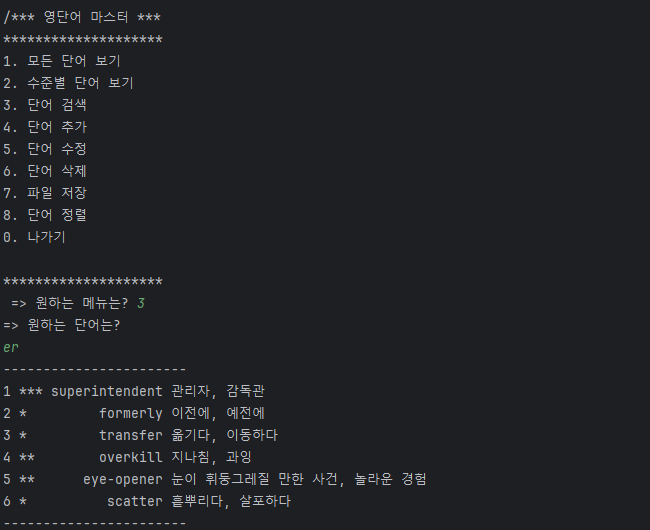 /*** 영단어 마스터 ***
********************
1. 모든 단어 보기
2. 수준별 단어 보기
3. 단어 검색
4. 단어 추가
5. 단어 수정
6. 단어 삭제
7. 파일 저장
8. 단어 정렬
0. 나가기
********************
=> 원하는 메뉴는? 3
=> 원하는 단어는?
er
-----------------------
1 *** superintendent 관리자, 감독관
2 * formerly 이전에, 예전에
3 * transfer 옮기다, 이동하다
4 ** overkill 지나침, 과잉
5 ** eye-opener 눈이 휘둥그레질 만한 사건, 놀라운 경험
6 * scatter 흩뿌리다, 살포하다
-----------------------